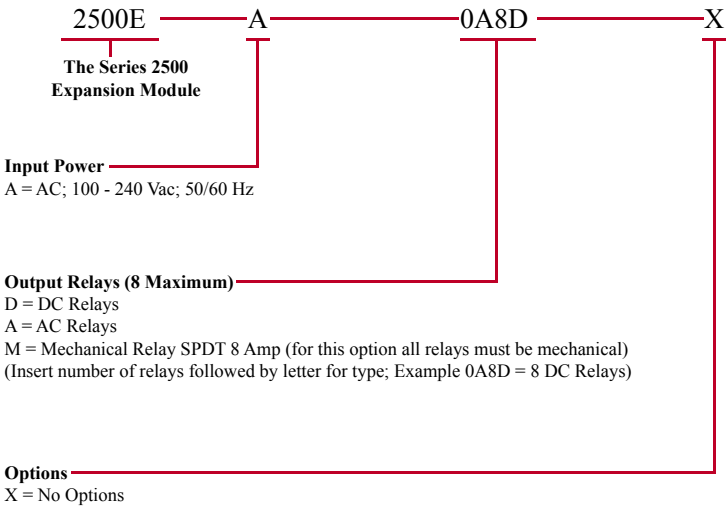 2500E A 0A8D X
The Series 2500
Expansion Module
Input Power
A = AC; 100 - 240 Vac; 50/60 Hz
Output Relays (8 Maximum)
D = DC Relays
A = AC Relays
M = Mechanical Relay SPDT 8 Amp (for this option all relays must be mechanical)
(Insert number of relays followed by letter for type; Example 0A8D = 8 DC Relays)
Options
X = No Options